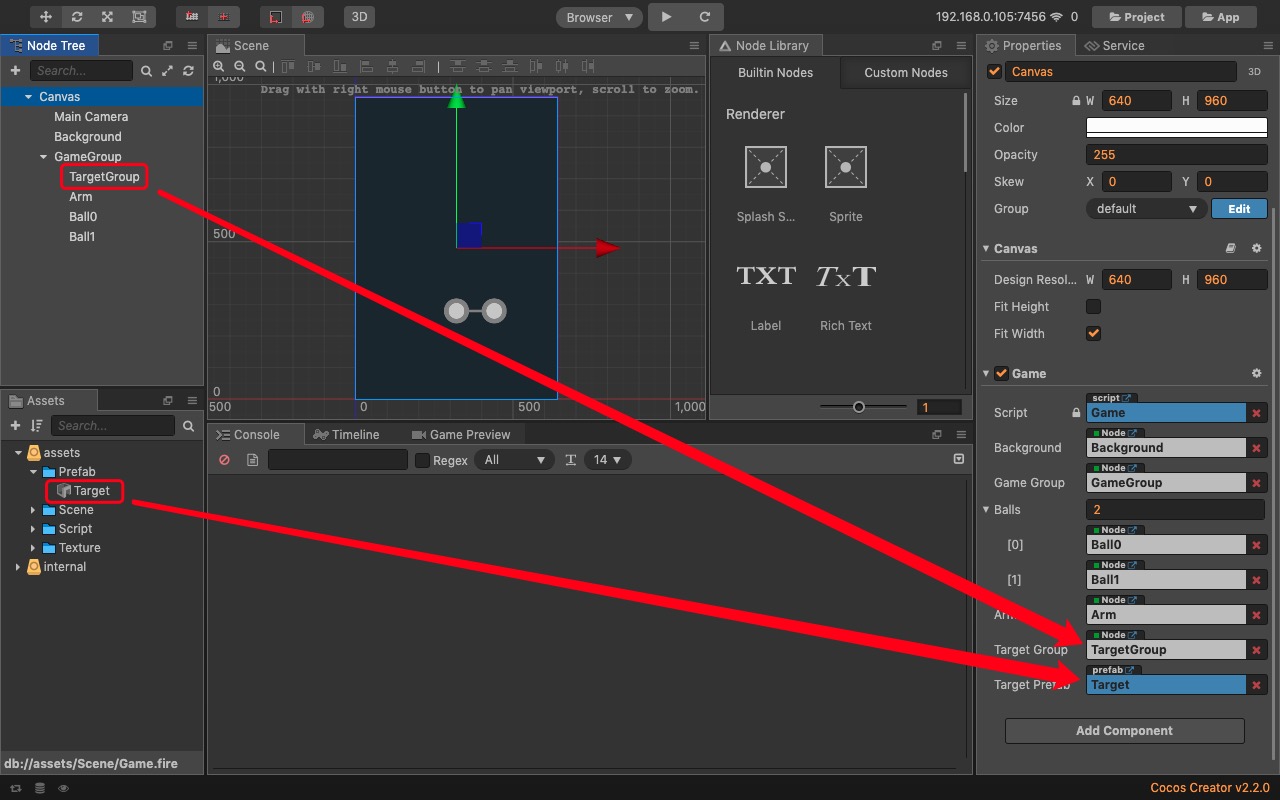 3D
Browser
192.168.0.105:7456
0
Project
App
Node Tree
Search...
Canvas
Main Camera
Background
GameGroup
TargetGroup
Arm
Ball0
Ball1
Scene
1,000
Drag with right mouse button to pan viewport, scroll to zoom.
500
0
500
0
500
1,000
Node Library
Builtin Nodes
Custom Nodes
Renderer
Splash S...
Sprite
TXT
TxT
Label
Rich Text
1
Properties
Service
Canvas
3D
Size
W
640
H
960
Color
Opacity
255
Skew
X
0
Y
0
Group
default
Edit
Canvas
Design Resol...
W
640
H
960
Fit Height
Fit Width
Game
script
Script
Game
Node
Background
Background
Node
Game Group
GameGroup
Balls
2
Node
[0]
Ball0
Node
[1]
Ball1
Node
Arm
Arm
Node
Target Group
TargetGroup
prefab
Target Prefab
Target
Add Component
Assets
Search...
assets
Prefab
Target
Scene
Script
Texture
internal
db://assets/Scene/Game.fire
Console
Timeline
Game Preview
Regex
All
14
Cocos Creator v2.2.0